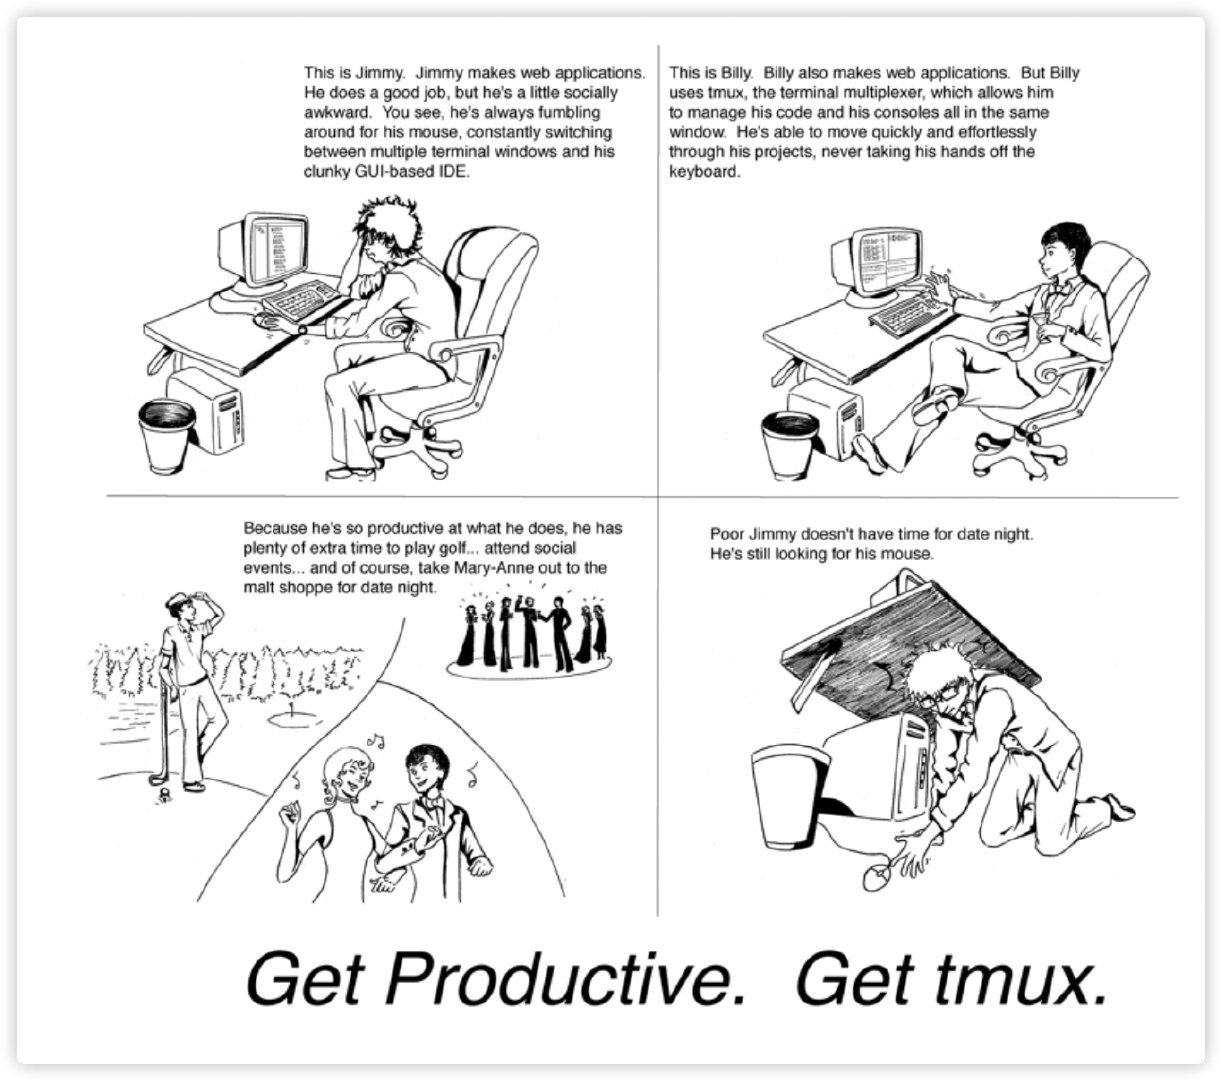 This is Jimmy.  Jimmy makes web applications.
He does a good job, but he's a little socially
awkward.  You see, he's always fumbling
around for his mouse, constantly switching
between multiple terminal windows and his
clunky GUI-based IDE.
This is Billy.  Billy also makes web applications.  But Billy
uses tmux, the terminal multiplexer, which allows him
to manage his code and his consoles all in the same
window.  He's able to move quickly and effortlessly
through his projects, never taking his hands off the
keyboard.
Because he's so productive at what he does, he has
plenty of extra time to play golf... attend social
events... and of course, take Mary-Anne out to the
malt shoppe for date night.
Poor Jimmy doesn't have time for date night.
He's still looking for his mouse.
Get Productive.  Get tmux.